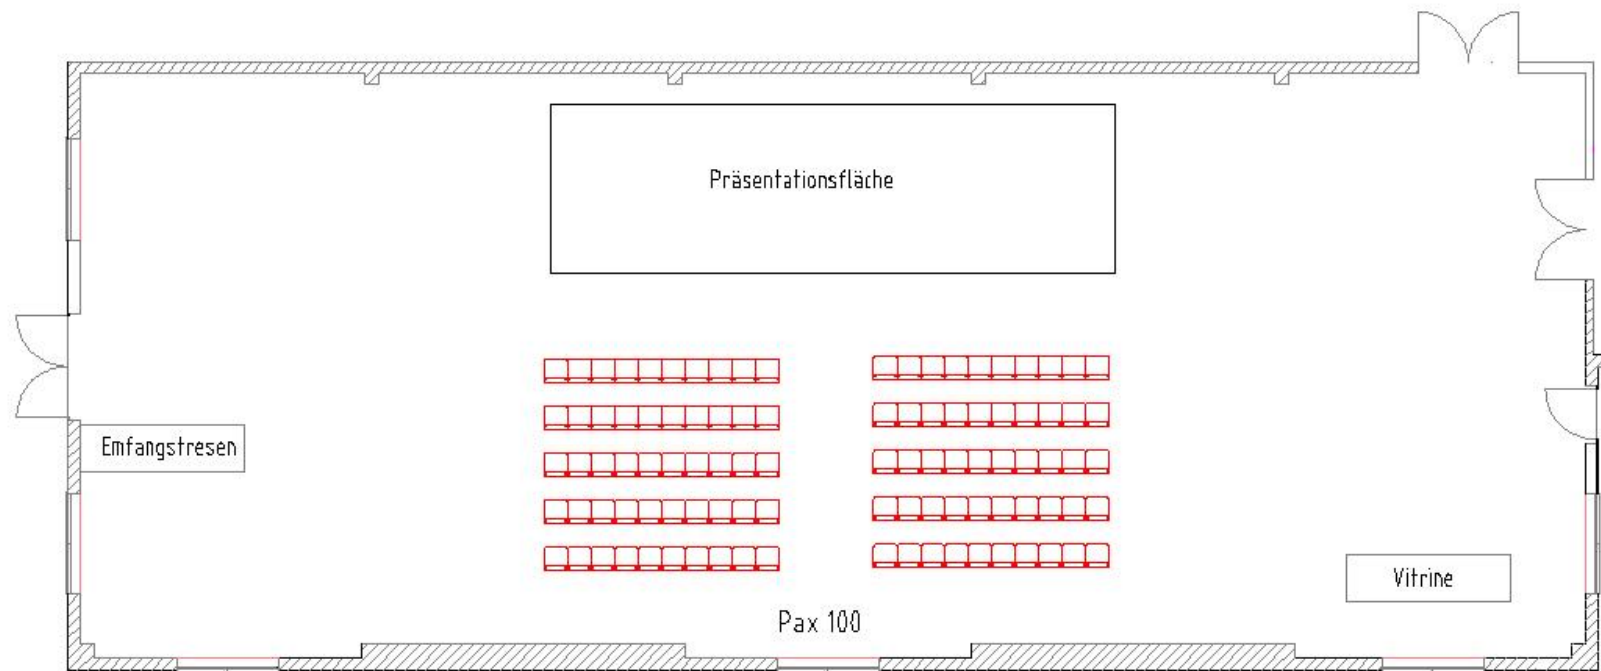 Präsentationsfläche
Emfangstresen
Vitrine
Pax 100